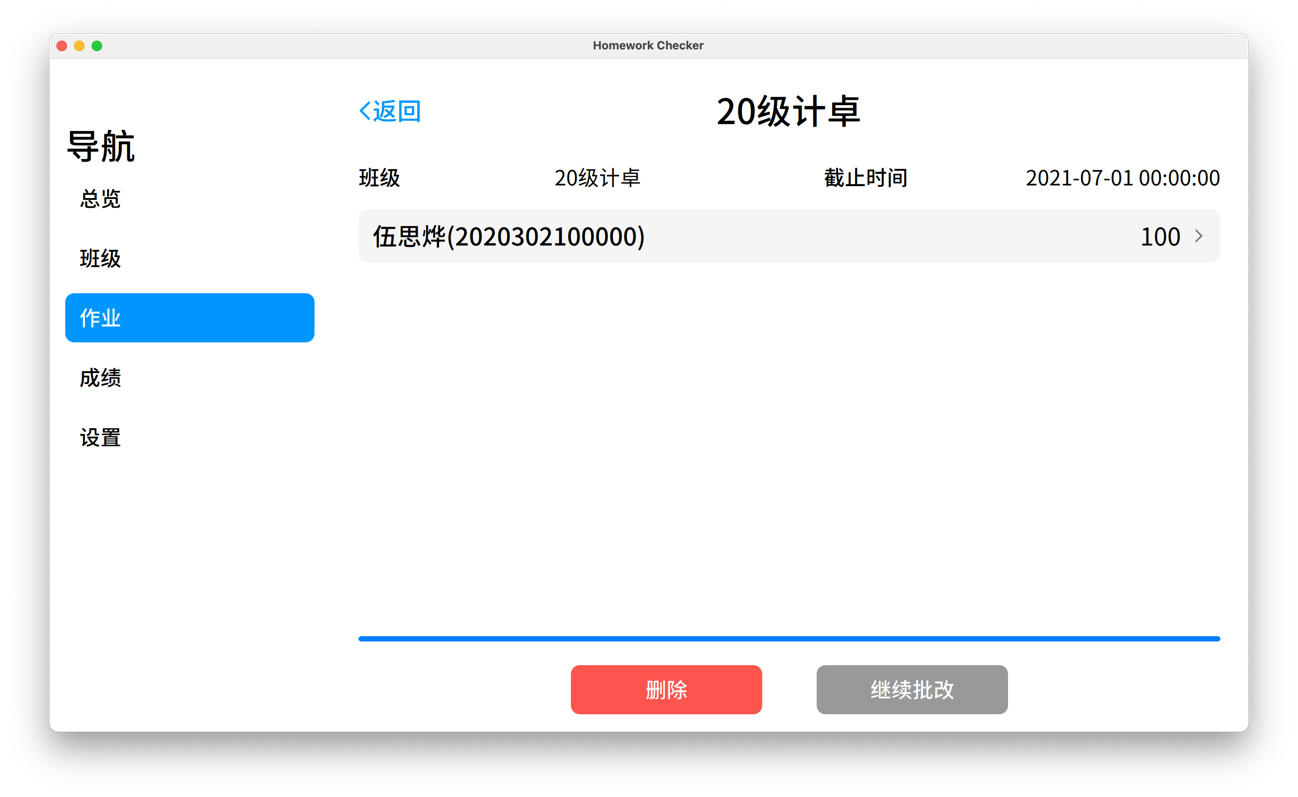 Homework Checker
导航
总览
班级
作业
成绩
设置
返回
20级计卓
班级 20级计卓 截止时间 2021-07-01 00:00:00
伍思烨(2020302100000) 100
删除 继续批改